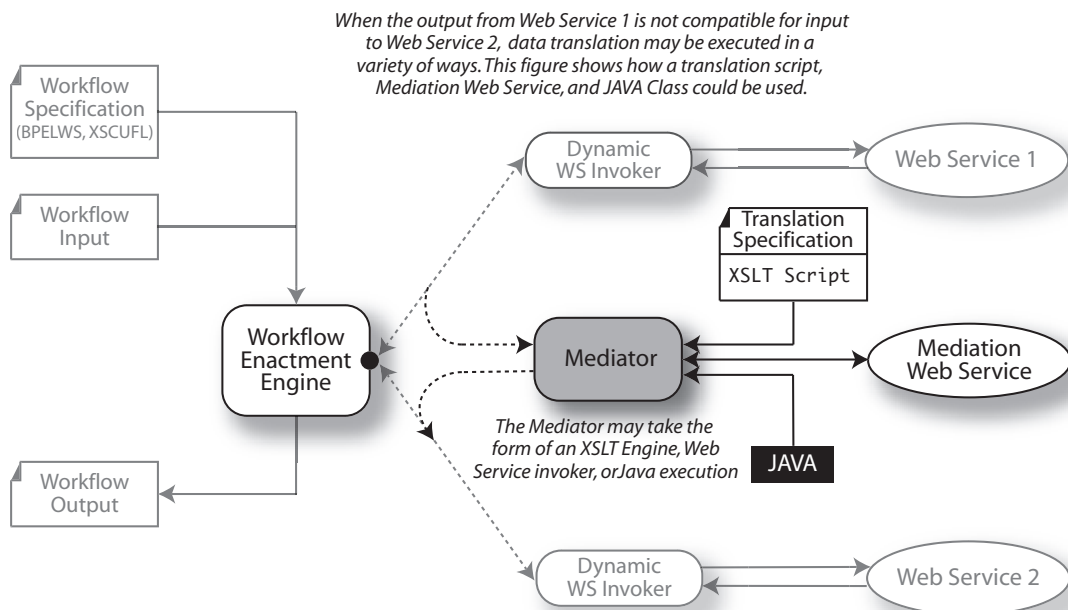 When the output from Web Service 1 is not compatible for input
to Web Service 2, data translation may be executed in a
variety of ways. This figure shows how a translation script,
Mediation Web Service, and JAVA Class could be used.
Workflow
Specification
(BPELWS, XSCUFL)
Dynamic
WS Invoker
Web Service 1
Workflow
Input
Translation
Specification
XSLT Script
Workflow
Enactment
Engine
Mediator
Mediation
Web Service
The Mediator may take the
form of an XSLT Engine, Web
Service invoker, orJava execution
JAVA
Workflow
Output
Dynamic
WS Invoker
Web Service 2